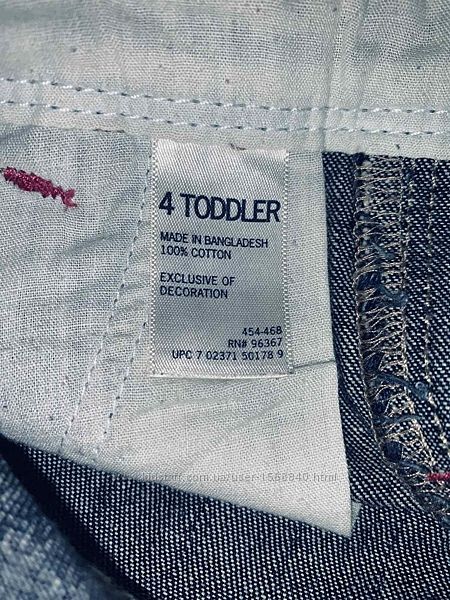 4 TODDLER
MADE IN BANGLADESH
100% COTTON
EXCLUSIVE OF
DECORATION
454-468
RN# 96367
UPC 7 02371 50178 9